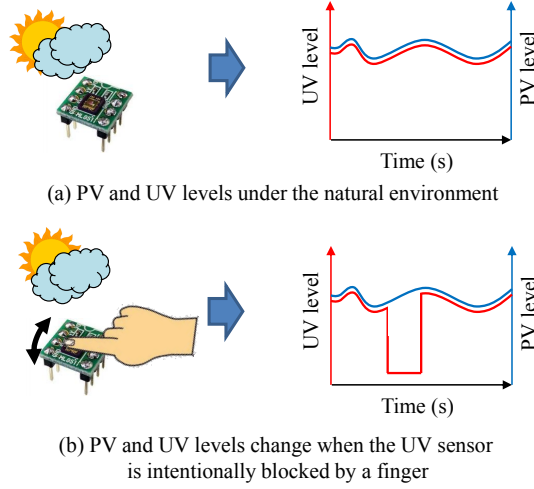 UV level
PV level
Time (s)
(a) PV and UV levels under the natural environment
UV level
PV level
Time (s)
(b) PV and UV levels change when the UV sensor
is intentionally blocked by a finger